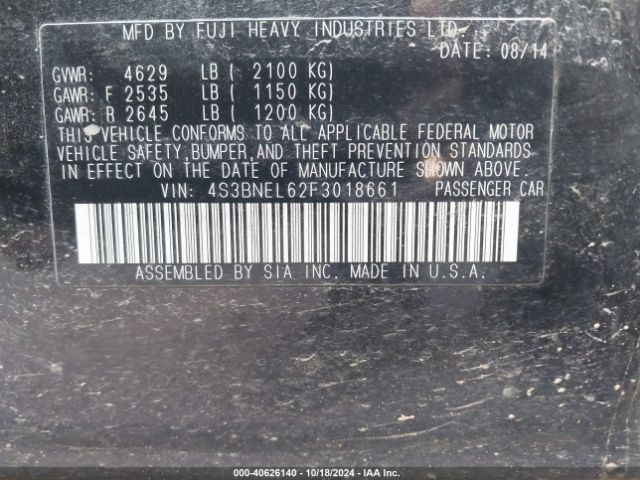 MFD BY FUJI HEAVY INDUSTRIES LTD.
DATE: 08/14
GVWR: 4629 LB ( 2100 KG)
GAWR: F 2535 LB ( 1150 KG)
GAWR: R 2645 LB ( 1200 KG)
THIS VEHICLE CONFORMS TO ALL APPLICABLE FEDERAL MOTOR
VEHICLE SAFETY,BUMPER,AND THEFT PREVENTION STANDARDS
IN EFFECT ON THE DATE OF MANUFACTURE SHOWN ABOVE.
VIN: 4S3BNEL62F3018661 PASSENGER CAR
ASSEMBLED BY SIA INC. MADE IN U.S.A.
000-40626140 - 10/18/2024 - IAA Inc.